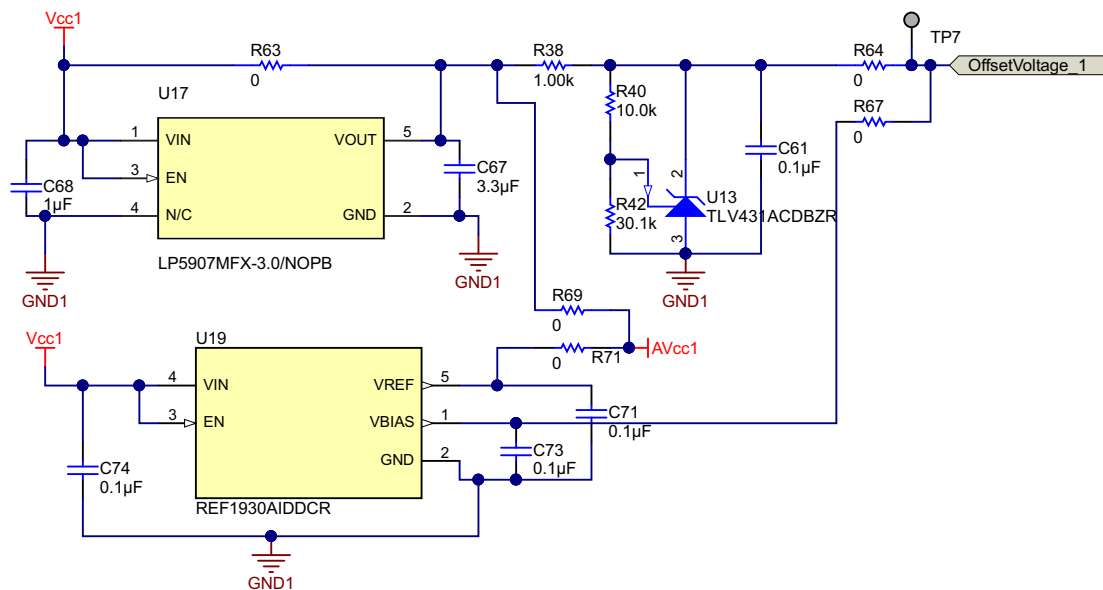 Vcc1
R63
0
R38
1.00k
R64
0
TP7
OffsetVoltage_1
R67
0
U17
VIN
EN
N/C
VOUT
GND
1
3
4
5
2
LP5907MFX-3.0/NOPB
C68
1µF
GND1
C67
3.3µF
GND1
R40
10.0k
R42
30.1k
1
2
3
U13
TLV431ACDBZR
GND1
C61
0.1µF
R69
0
R71
0
AVcc1
Vcc1
U19
VIN
EN
VREF
VBIAS
GND
4
3
5
1
2
REF1930AIDDCR
C74
0.1µF
C73
0.1µF
C71
0.1µF
GND1